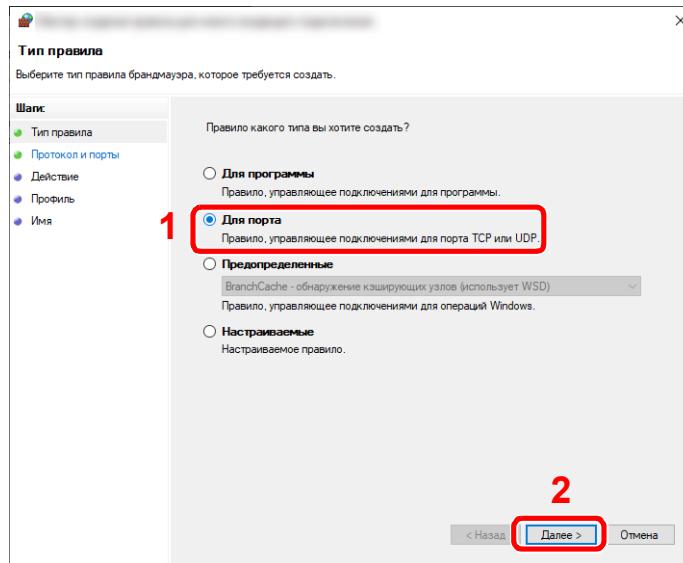 Тип правила
Выберите тип правила брандмауэра, которое требуется создать.
Шаги:
Тип правила
Протокол и порты
Действие
Профиль
Имя
Правило какого типа вы хотите создать?
Для программы
Правило, управляющее подключениями для программы.
1
Для порта
Правило, управляющее подключениями для порта TCP или UDP.
Предопределенные
BranchCache - обнаружение кэширующих узлов (использует WSD)
Правило, управляющее подключениями для операций Windows.
Настраиваемые
Настраиваемое правило.
2
< Назад Далее > Отмена